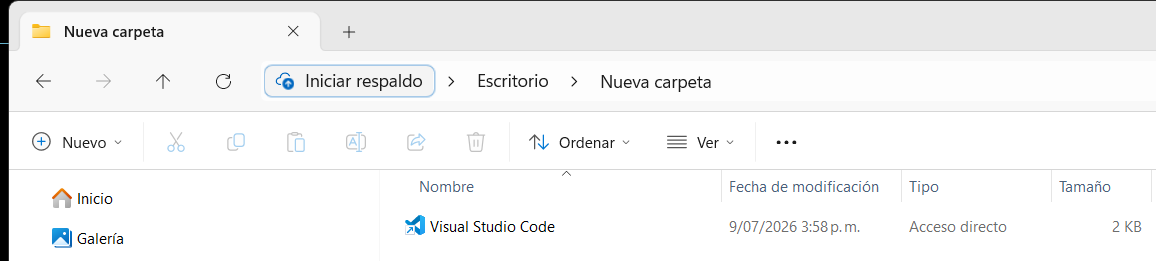 Nueva carpeta
Iniciar respaldo > Escritorio > Nueva carpeta
Nuevo Ordenar Ver
Inicio
Galería
Nombre Fecha de modificación Tipo Tamaño
Visual Studio Code 9/07/2026 3:58 p. m. Acceso directo 2 KB